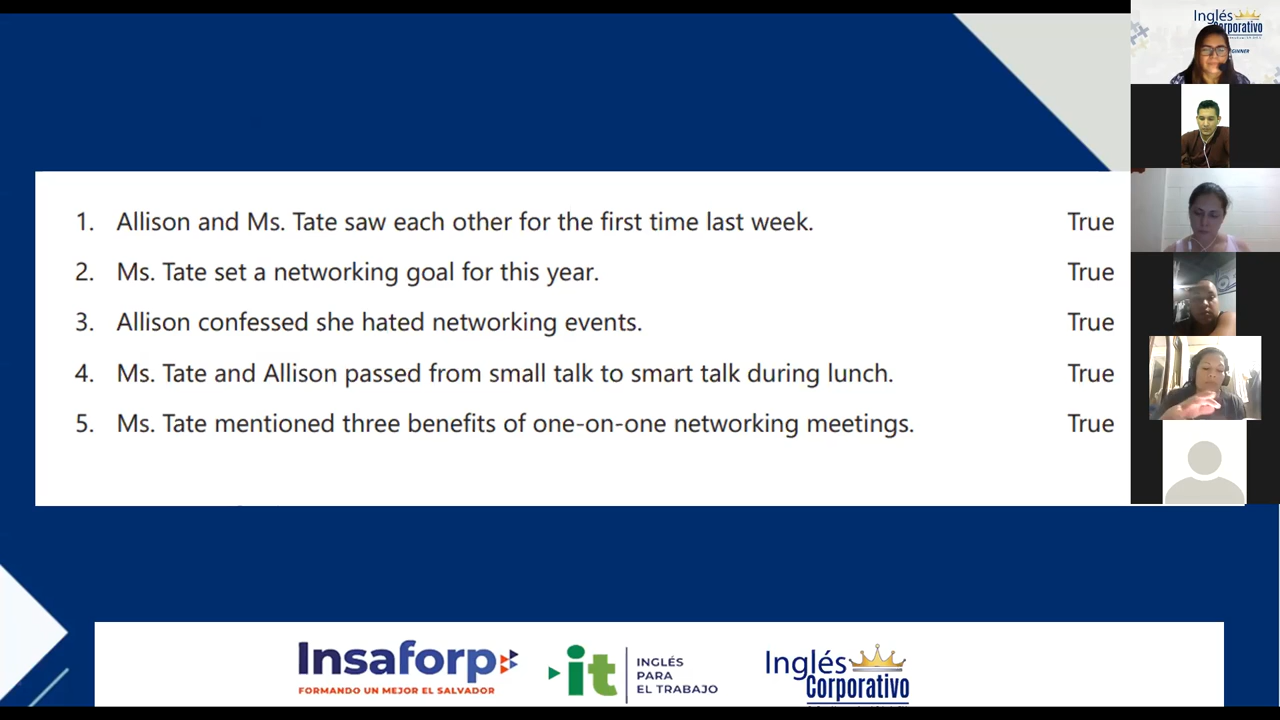 Inglés
Corporativo
1. Allison and Ms. Tate saw each other for the first time last week. True
2. Ms. Tate set a networking goal for this year. True
3. Allison confessed she hated networking events. True
4. Ms. Tate and Allison passed from small talk to smart talk during lunch. True
5. Ms. Tate mentioned three benefits of one-on-one networking meetings. True
Insaforp
FORMANDO UN MEJOR EL SALVADOR
it
INGLÉS
PARA
EL TRABAJO
Inglés
Corporativo